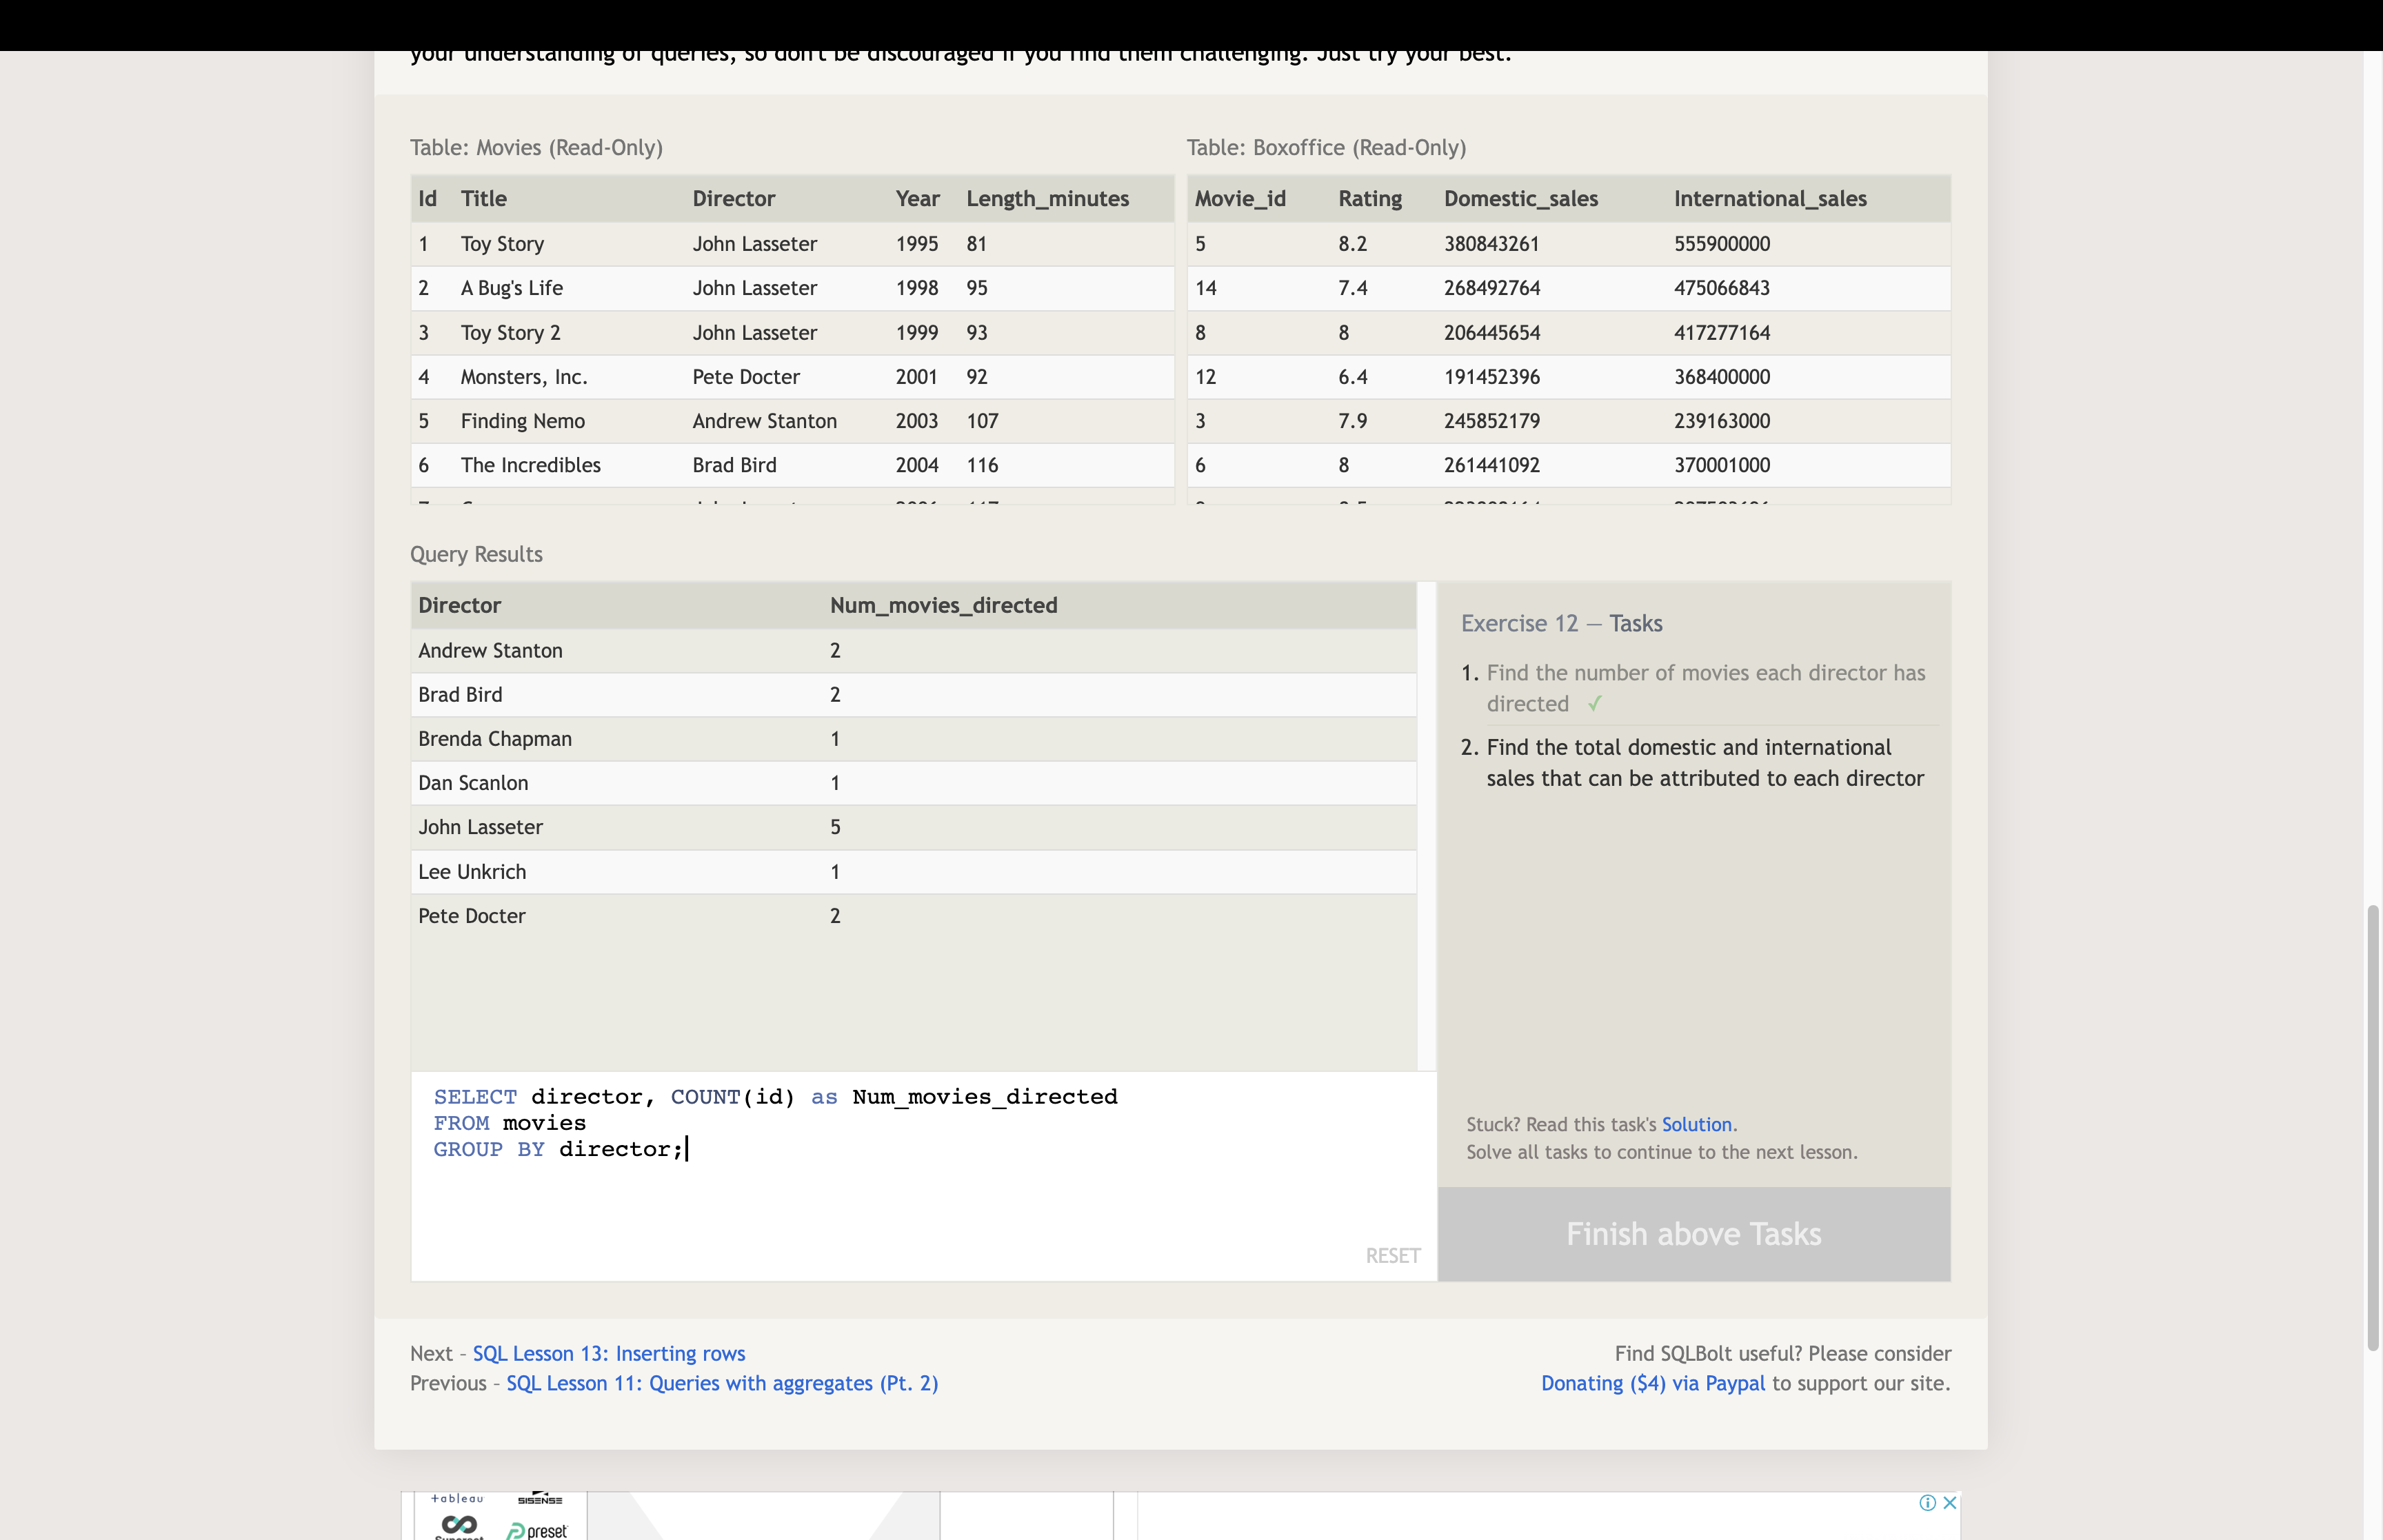 your understanding of queries, so don't be discouraged if you find them challenging. Just try your best.
Table: Movies (Read-Only)
Id Title Director Year Length_minutes
1 Toy Story John Lasseter 1995 81
2 A Bug's Life John Lasseter 1998 95
3 Toy Story 2 John Lasseter 1999 93
4 Monsters, Inc. Pete Docter 2001 92
5 Finding Nemo Andrew Stanton 2003 107
6 The Incredibles Brad Bird 2004 116
Table: Boxoffice (Read-Only)
Movie_id Rating Domestic_sales International_sales
5 8.2 380843261 555900000
14 7.4 268492764 475066843
8 8 206445654 417277164
12 6.4 191452396 368400000
3 7.9 245852179 239163000
6 8 261441092 370001000
Query Results
Director Num_movies_directed
Andrew Stanton 2
Brad Bird 2
Brenda Chapman 1
Dan Scanlon 1
John Lasseter 5
Lee Unkrich 1
Pete Docter 2
Exercise 12 — Tasks
1. Find the number of movies each director has
directed ✓
2. Find the total domestic and international
sales that can be attributed to each director
SELECT director, COUNT(id) as Num_movies_directed
FROM movies
GROUP BY director;
RESET
Stuck? Read this task's Solution.
Solve all tasks to continue to the next lesson.
Finish above Tasks
Next – SQL Lesson 13: Inserting rows
Previous – SQL Lesson 11: Queries with aggregates (Pt. 2)
Find SQLBolt useful? Please consider
Donating ($4) via Paypal to support our site.
+ableau
SISENSE
preset